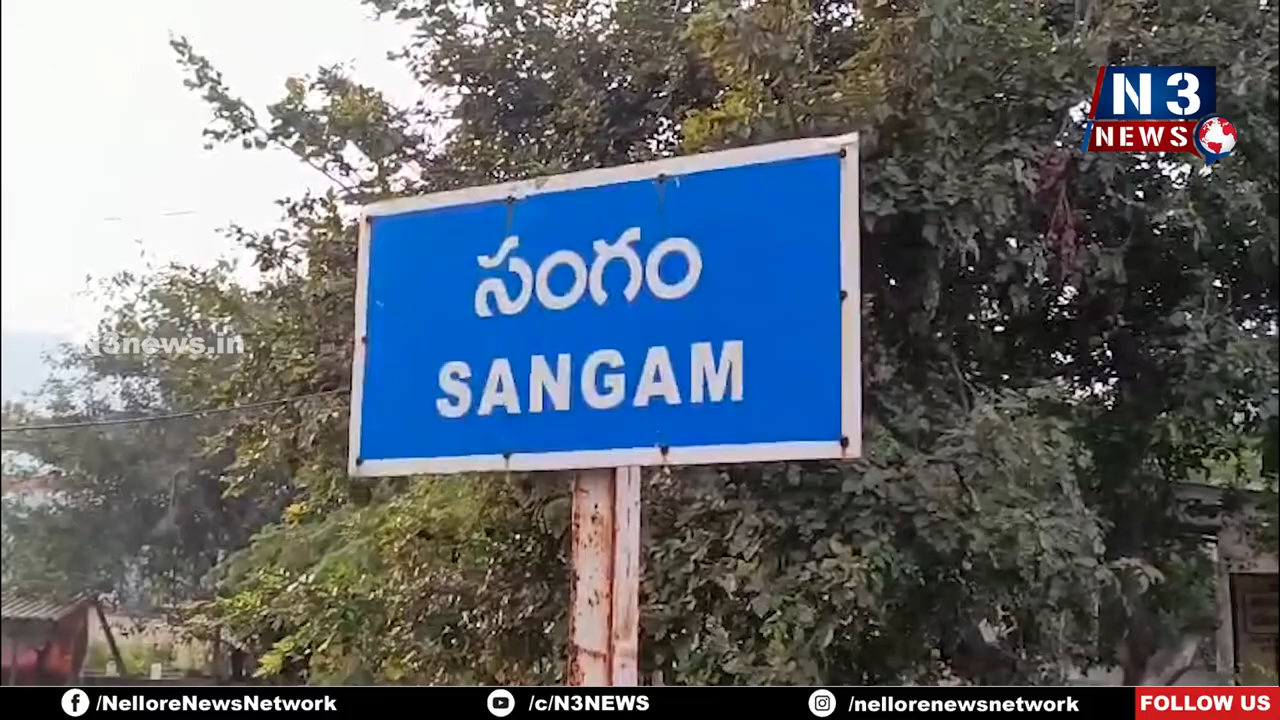 N3
NEWS
సంగం
N3news.in
SANGAM
/NelloreNewsNetwork
/c/N3NEWS
/nellorenewsnetwork
FOLLOW US